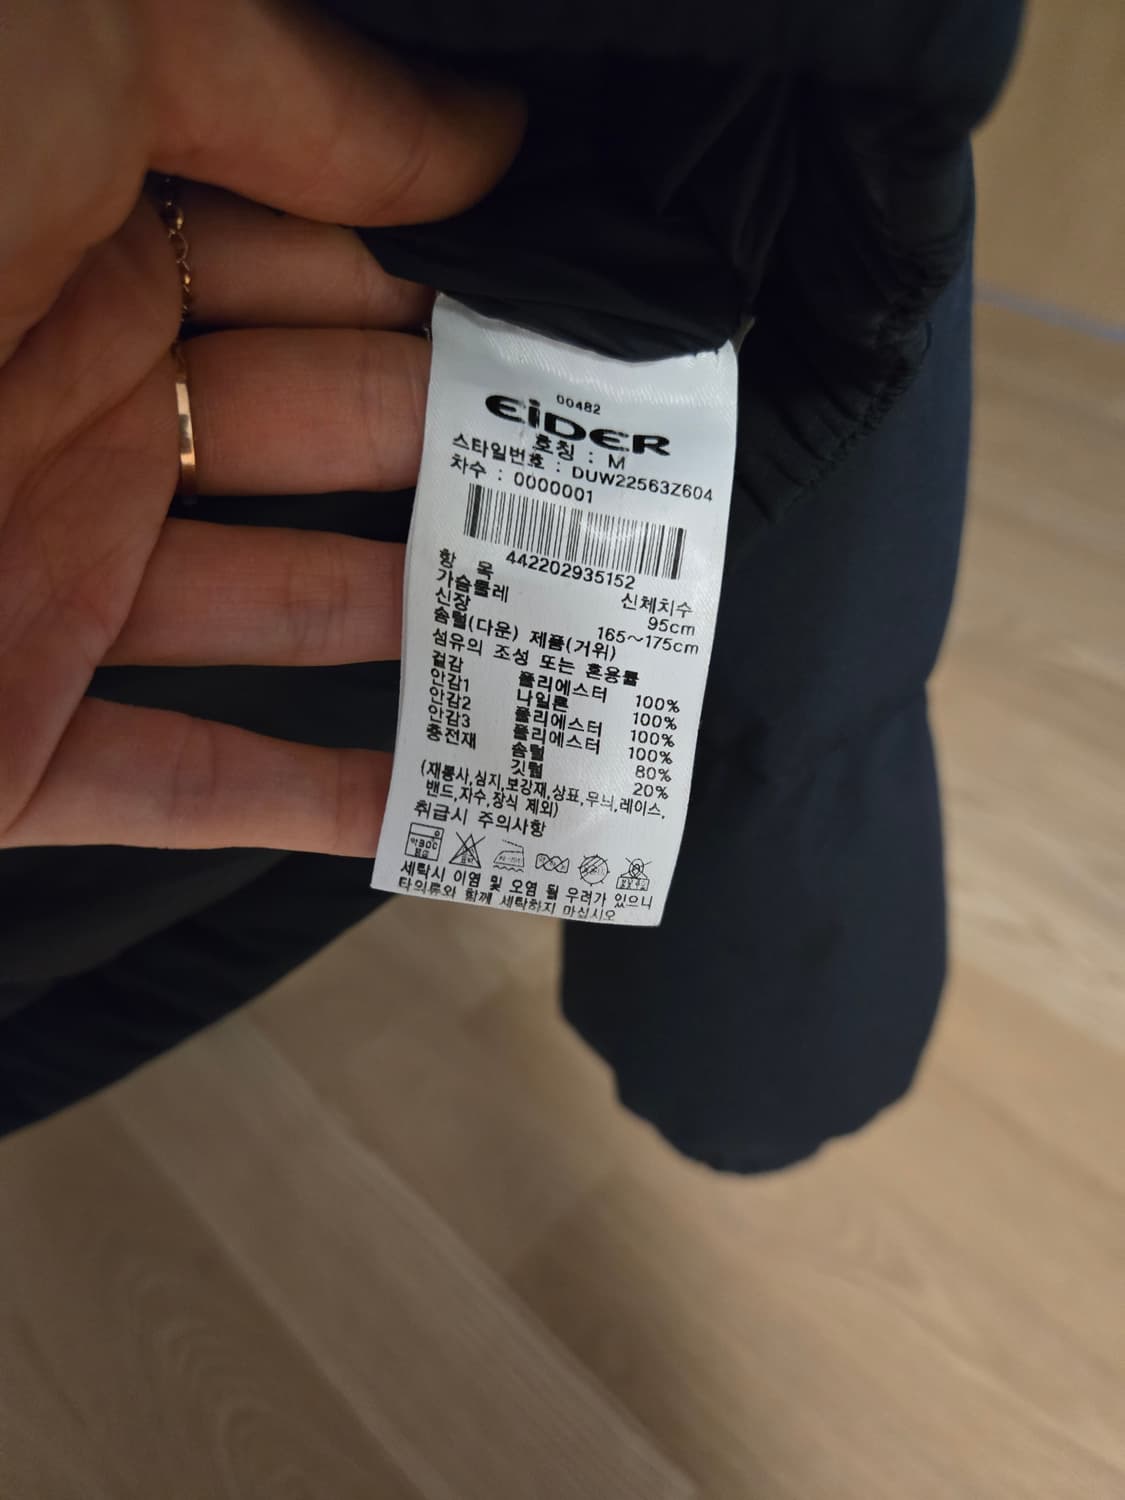 00482
EiDER
호칭 : M
스타일번호 : DUW22563Z604
차수 : 0000001
442202935152
항 목 신체치수
가슴둘레 95cm
신장 165~175cm
솜털(다운) 제품(거위)
섬유의 조성 또는 혼용률
겉감 폴리에스터 100%
안감1 나일론 100%
안감2 폴리에스터 100%
안감3 폴리에스터 100%
충전재 솜털 80%
깃털 20%
(재봉사,심지,보강재,상표,무늬,레이스,
밴드,자수,장식 제외)
취급시 주의사항
세탁시 이염 및 오염 될 우려가 있으니
타의류와 함께 세탁하지 마십시오